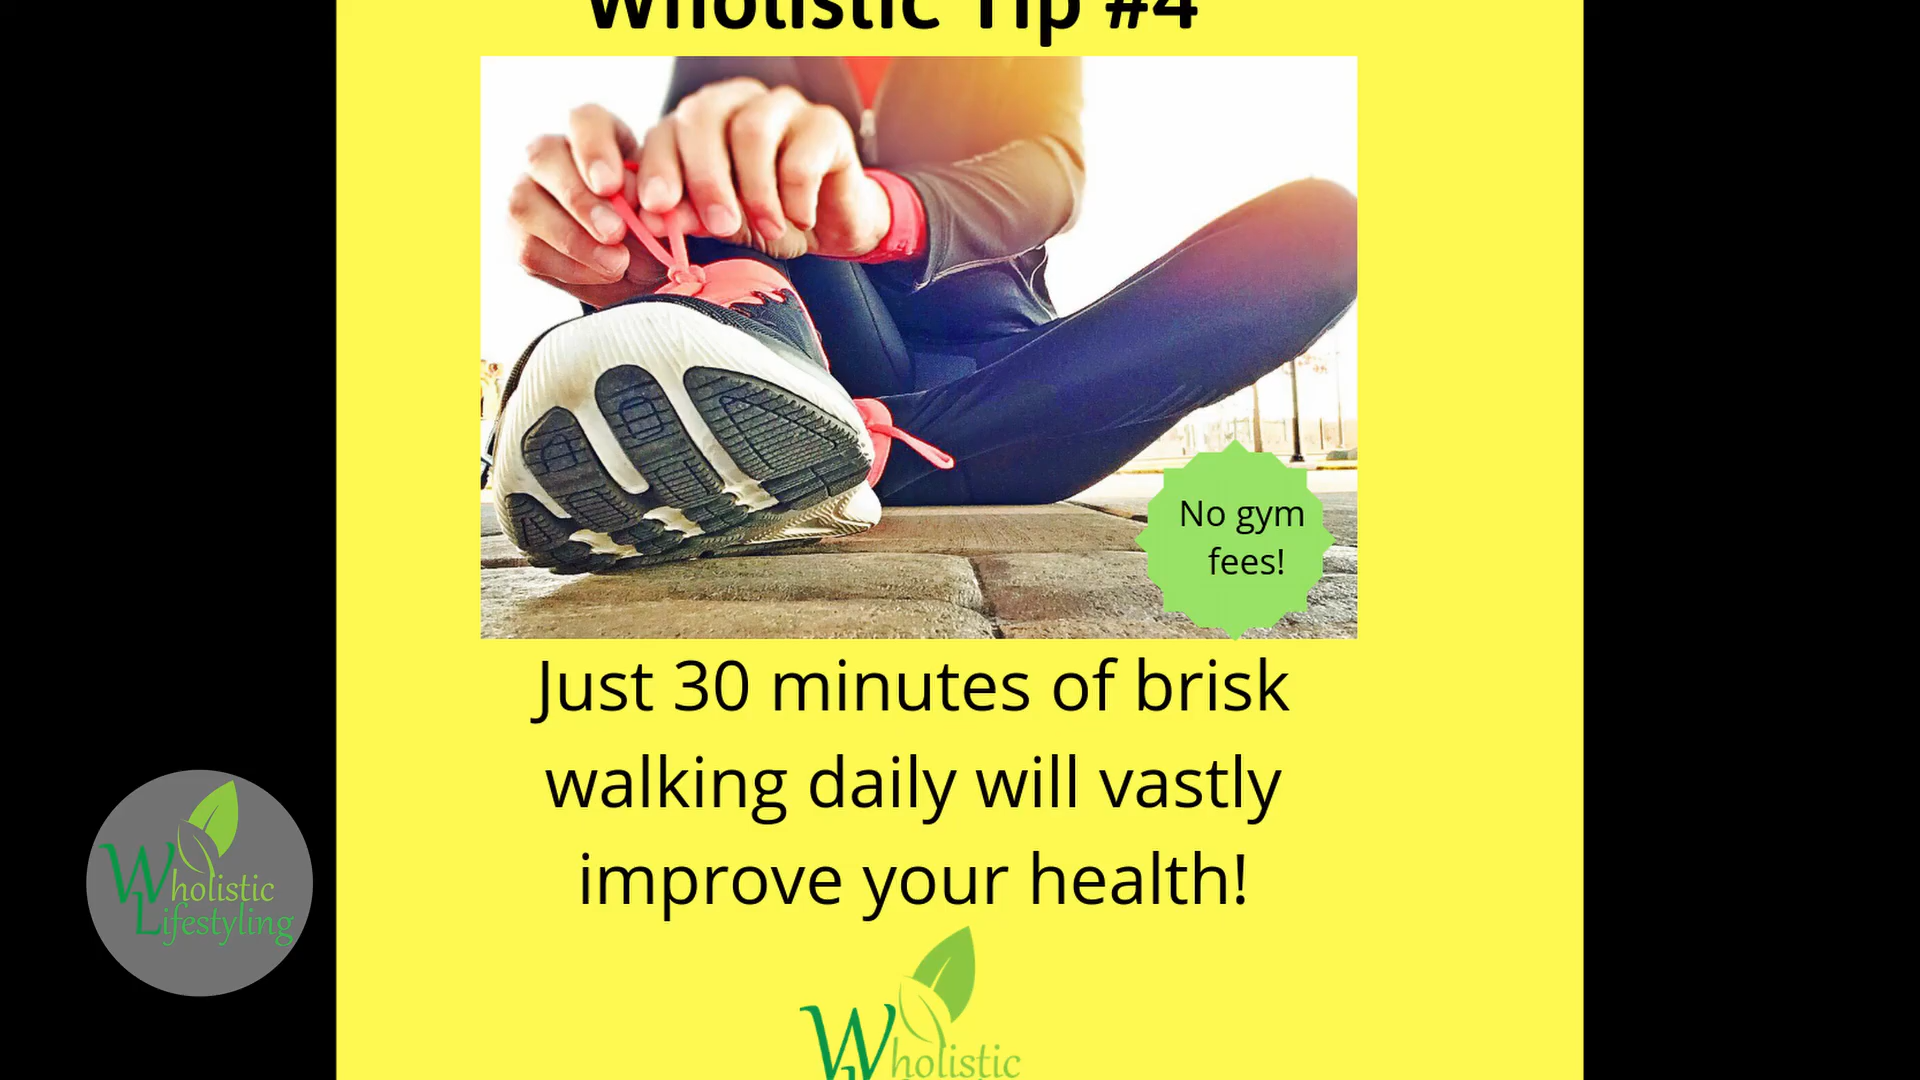 Wholistic Tip #4
No gym
fees!
Just 30 minutes of brisk
walking daily will vastly
improve your health!
Wholistic
Lifestyling
Wholistic